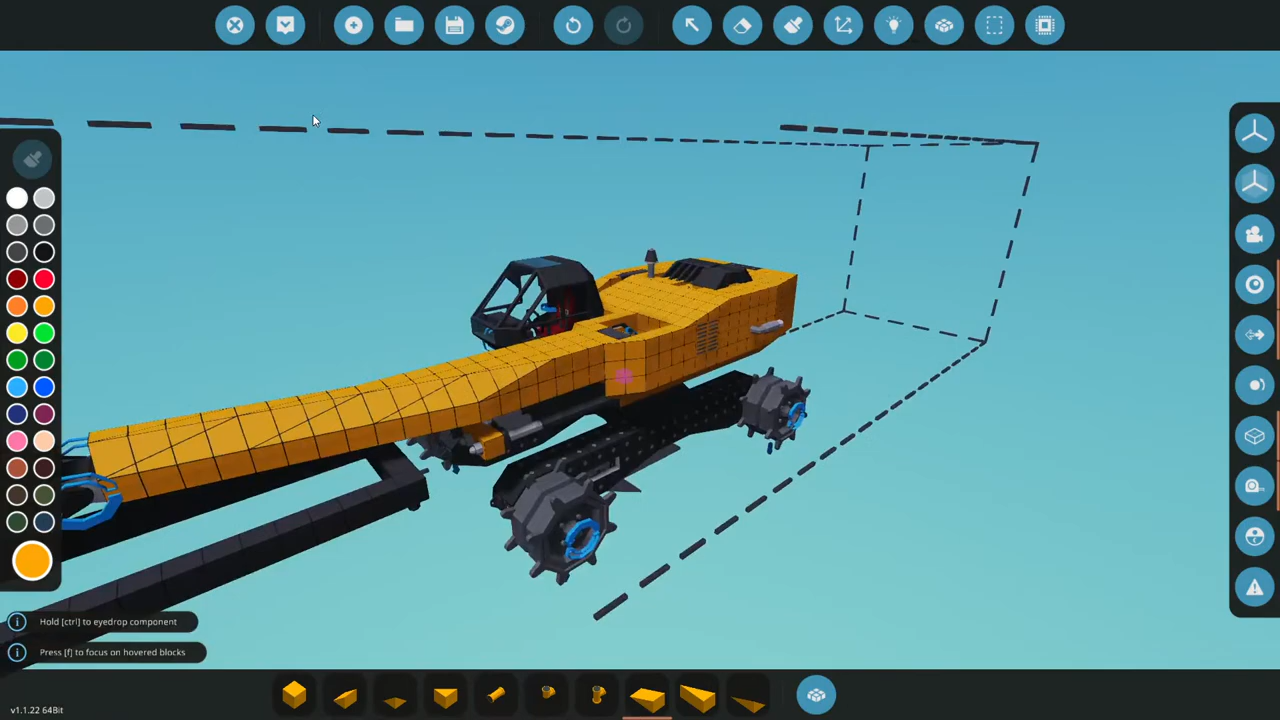 Hold [ctrl] to eyedrop component
Press [f] to focus on hovered blocks
v1.1.22 64Bit